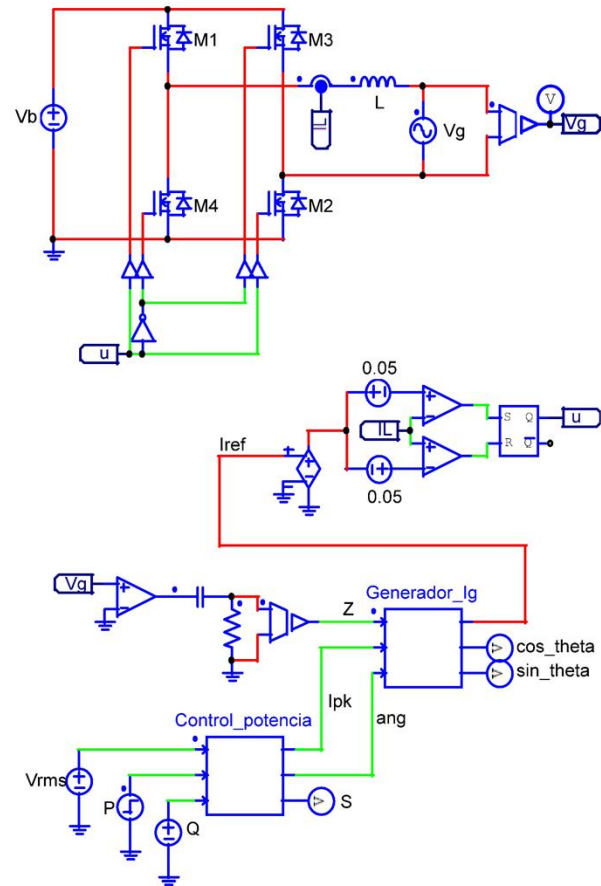 M1
M3
V
Vb
IL
L
Vg
Vg
M4
M2
u
0.05
IL
S Q
u
R Q
Iref
0.05
Vg
Z
Generador_Ig
V
cos_theta
V
sin_theta
Ipk
Control_potencia
ang
Vrms
V
S
P
Q